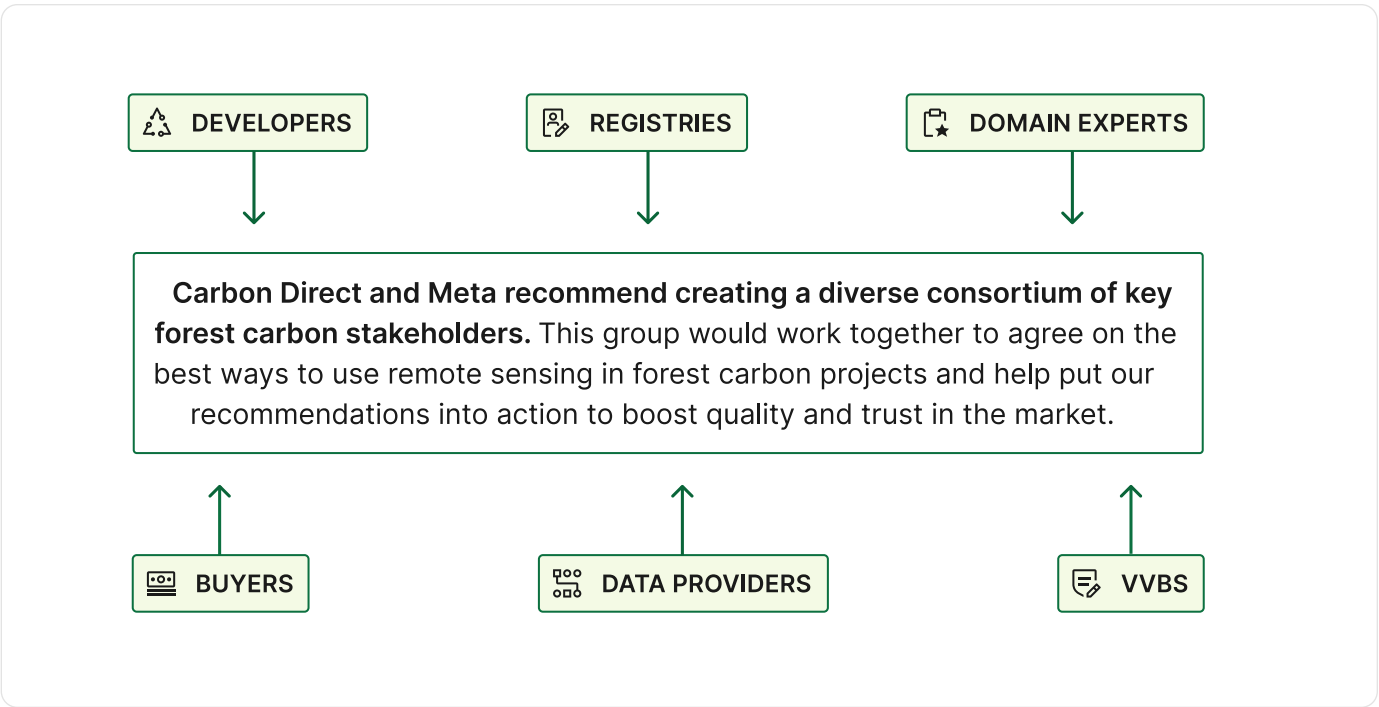 DEVELOPERS
REGISTRIES
DOMAIN EXPERTS
Carbon Direct and Meta recommend creating a diverse consortium of key
forest carbon stakeholders. This group would work together to agree on the
best ways to use remote sensing in forest carbon projects and help put our
recommendations into action to boost quality and trust in the market.
BUYERS
DATA PROVIDERS
VVBS